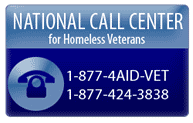 NATIONAL CALL CENTER
for Homeless Veterans
1-877-4AID-VET
1-877-424-3838